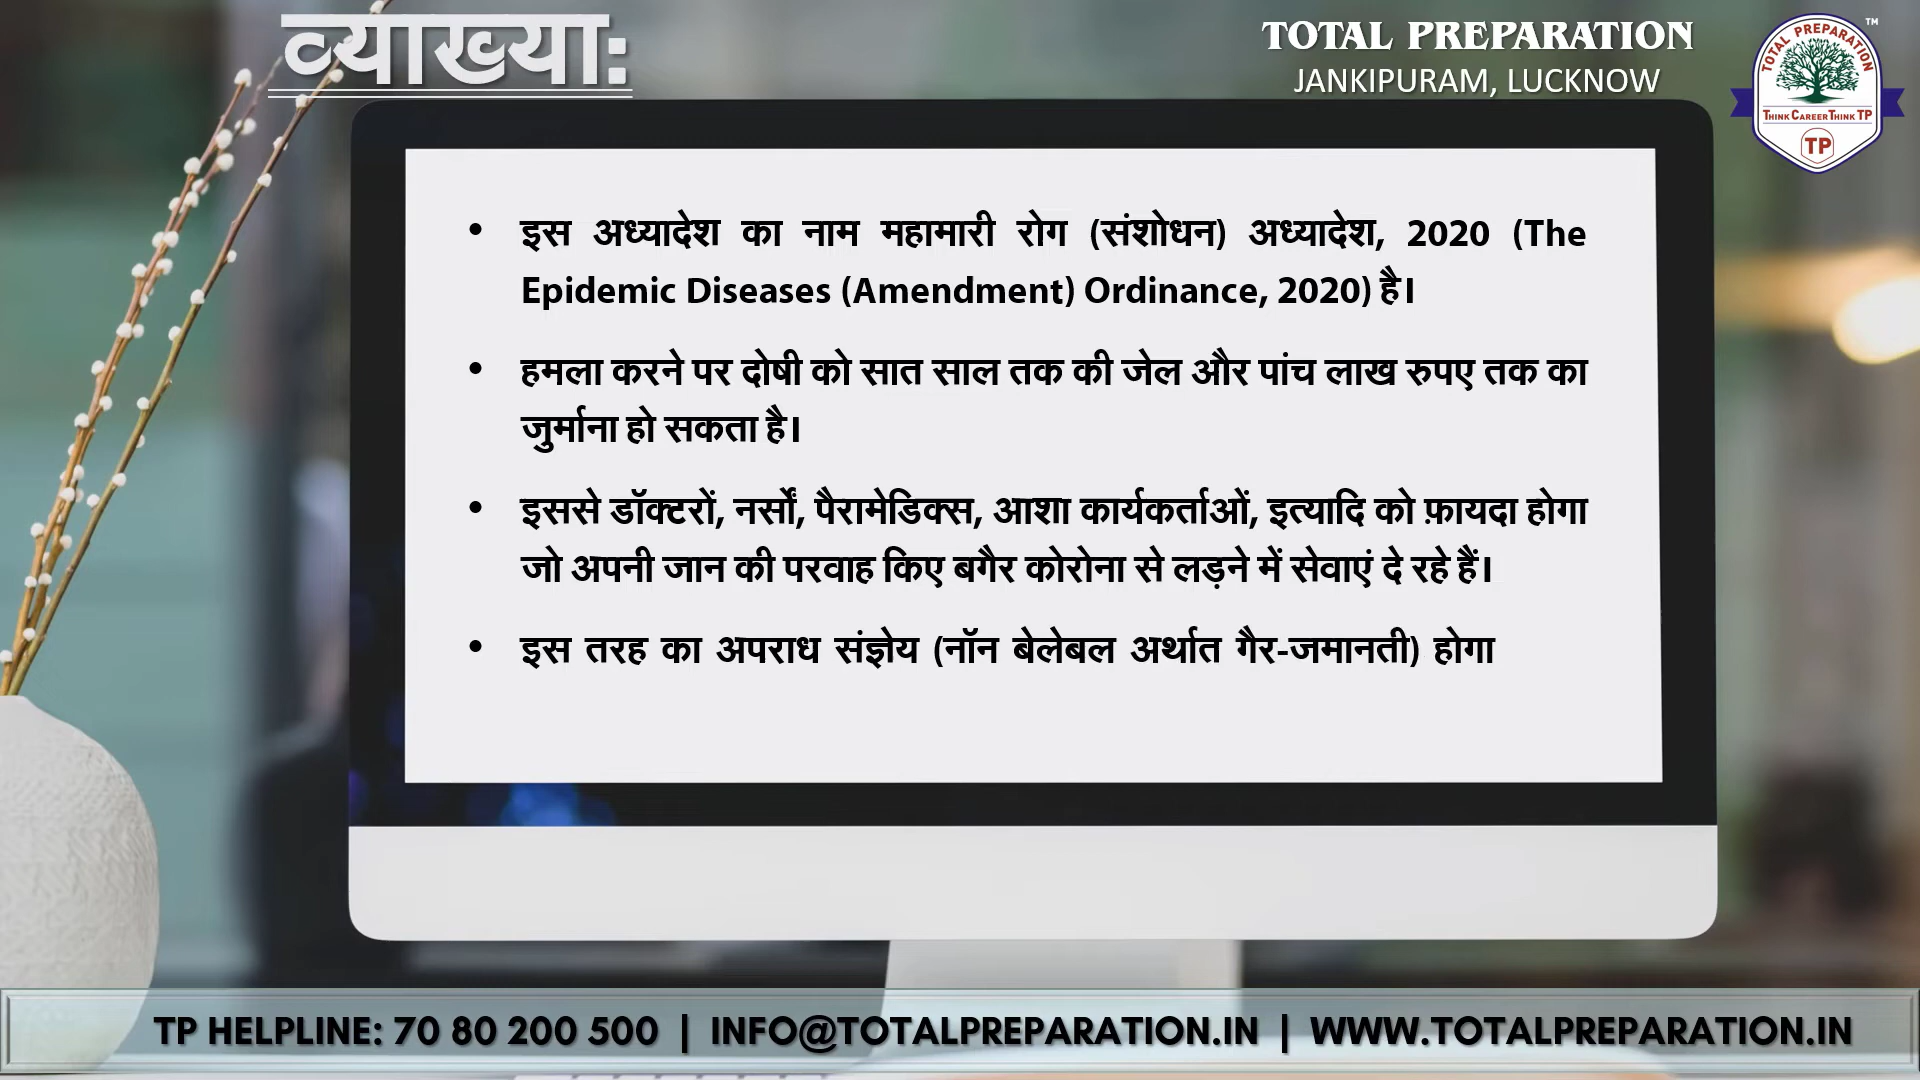 व्याख्या:
TOTAL PREPARATION
JANKIPURAM, LUCKNOW
TM
TOTAL PREPARATION
THINK CAREER THINK TP
TP
• इस अध्यादेश का नाम महामारी रोग (संशोधन) अध्यादेश, 2020 (The
Epidemic Diseases (Amendment) Ordinance, 2020) है।
• हमला करने पर दोषी को सात साल तक की जेल और पांच लाख रुपए तक का
जुर्माना हो सकता है।
• इससे डॉक्टरों, नर्सों, पैरामेडिक्स, आशा कार्यकर्ताओं, इत्यादि को फ़ायदा होगा
जो अपनी जान की परवाह किए बगैर कोरोना से लड़ने में सेवाएं दे रहे हैं।
• इस तरह का अपराध संज्ञेय (नॉन बेलेबल अर्थात गैर-जमानती) होगा
TP HELPLINE: 70 80 200 500 | INFO@TOTALPREPARATION.IN | WWW.TOTALPREPARATION.IN